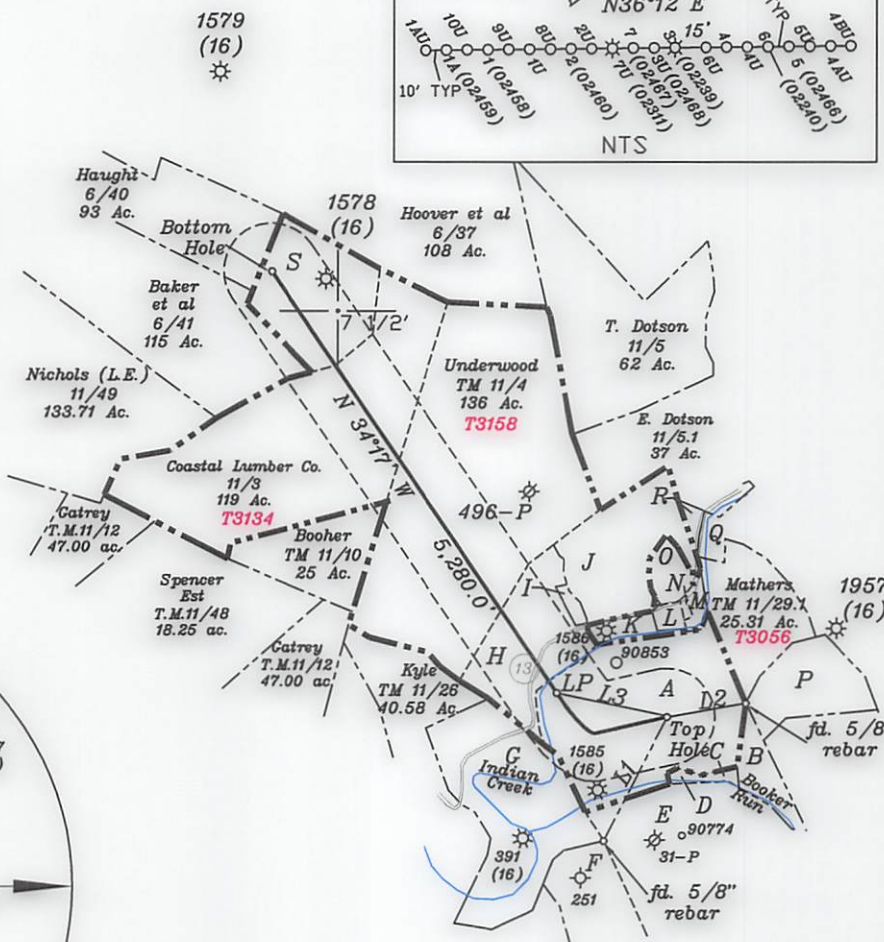 1579
(16)
N36°12'E
1AU
10U
9U
8U
2U
7
3
15'
6U
4
4U
6
TYP
5U
4BU
4AU
10' TYP
1A (02459)
1 (02458)
1U
2 (02460)
7U (02311)
(02467)
3U (02468)
(02239)
(02240)
5 (02466)
NTS
Haught
6/40
93 Ac.
Bottom
Hole
S
1578
(16)
Hoover et al
6/37
108 Ac.
Baker
et al
6/41
115 Ac.
7 1/2'
T. Dotson
11/5
62 Ac.
Nichols (L.E.)
11/49
133.71 Ac.
Underwood
TM 11/4
136 Ac.
T3158
E. Dotson
11/5.1
37 Ac.
N 34°17' W
5,280.0'
Coastal Lumber Co.
11/3
119 Ac.
T3134
496-P
R
Q
Gatrey
T.M.11/12
47.00 ac.
Booher
TM 11/10
25 Ac.
J
O
N
I
Mathers
TM 11/29.1
25.31 Ac.
T3056
M
L
K
Spencer
Est
T.M.11/48
18.25 ac.
1586
(16)
90853
1957
(16)
Gatrey
T.M.11/12
47.00 ac
H
13
Kyle
TM 11/26
40.58 Ac.
LP
L3
A
L2
P
Top
Hole
C
B
fd. 5/8
rebar
G
Indian
Creek
1585
(16)
L1
D
Booker
Run
E
90774
31-P
391
(16)
F
251
fd. 5/8"
rebar